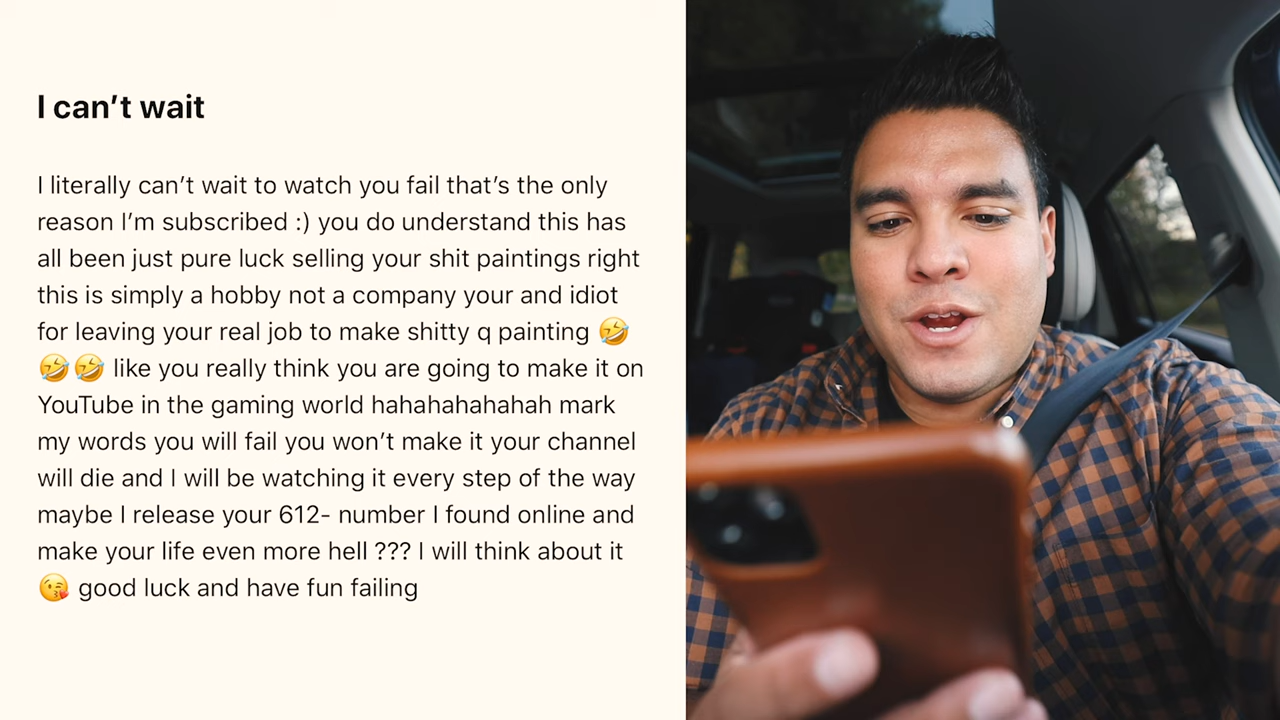 I can’t wait
I literally can’t wait to watch you fail that’s the only
reason I’m subscribed :) you do understand this has
all been just pure luck selling your shit paintings right
this is simply a hobby not a company your and idiot
for leaving your real job to make shitty q painting 🤣
🤣🤣 like you really think you are going to make it on
YouTube in the gaming world hahahahahahah mark
my words you will fail you won’t make it your channel
will die and I will be watching it every step of the way
maybe I release your 612- number I found online and
make your life even more hell ??? I will think about it
😘 good luck and have fun failing